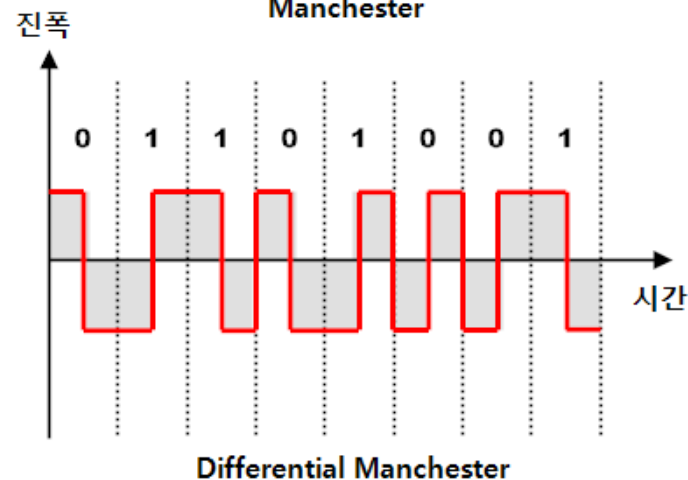 Manchester
진폭
0 1 1 0 1 0 0 1
시간
Differential Manchester